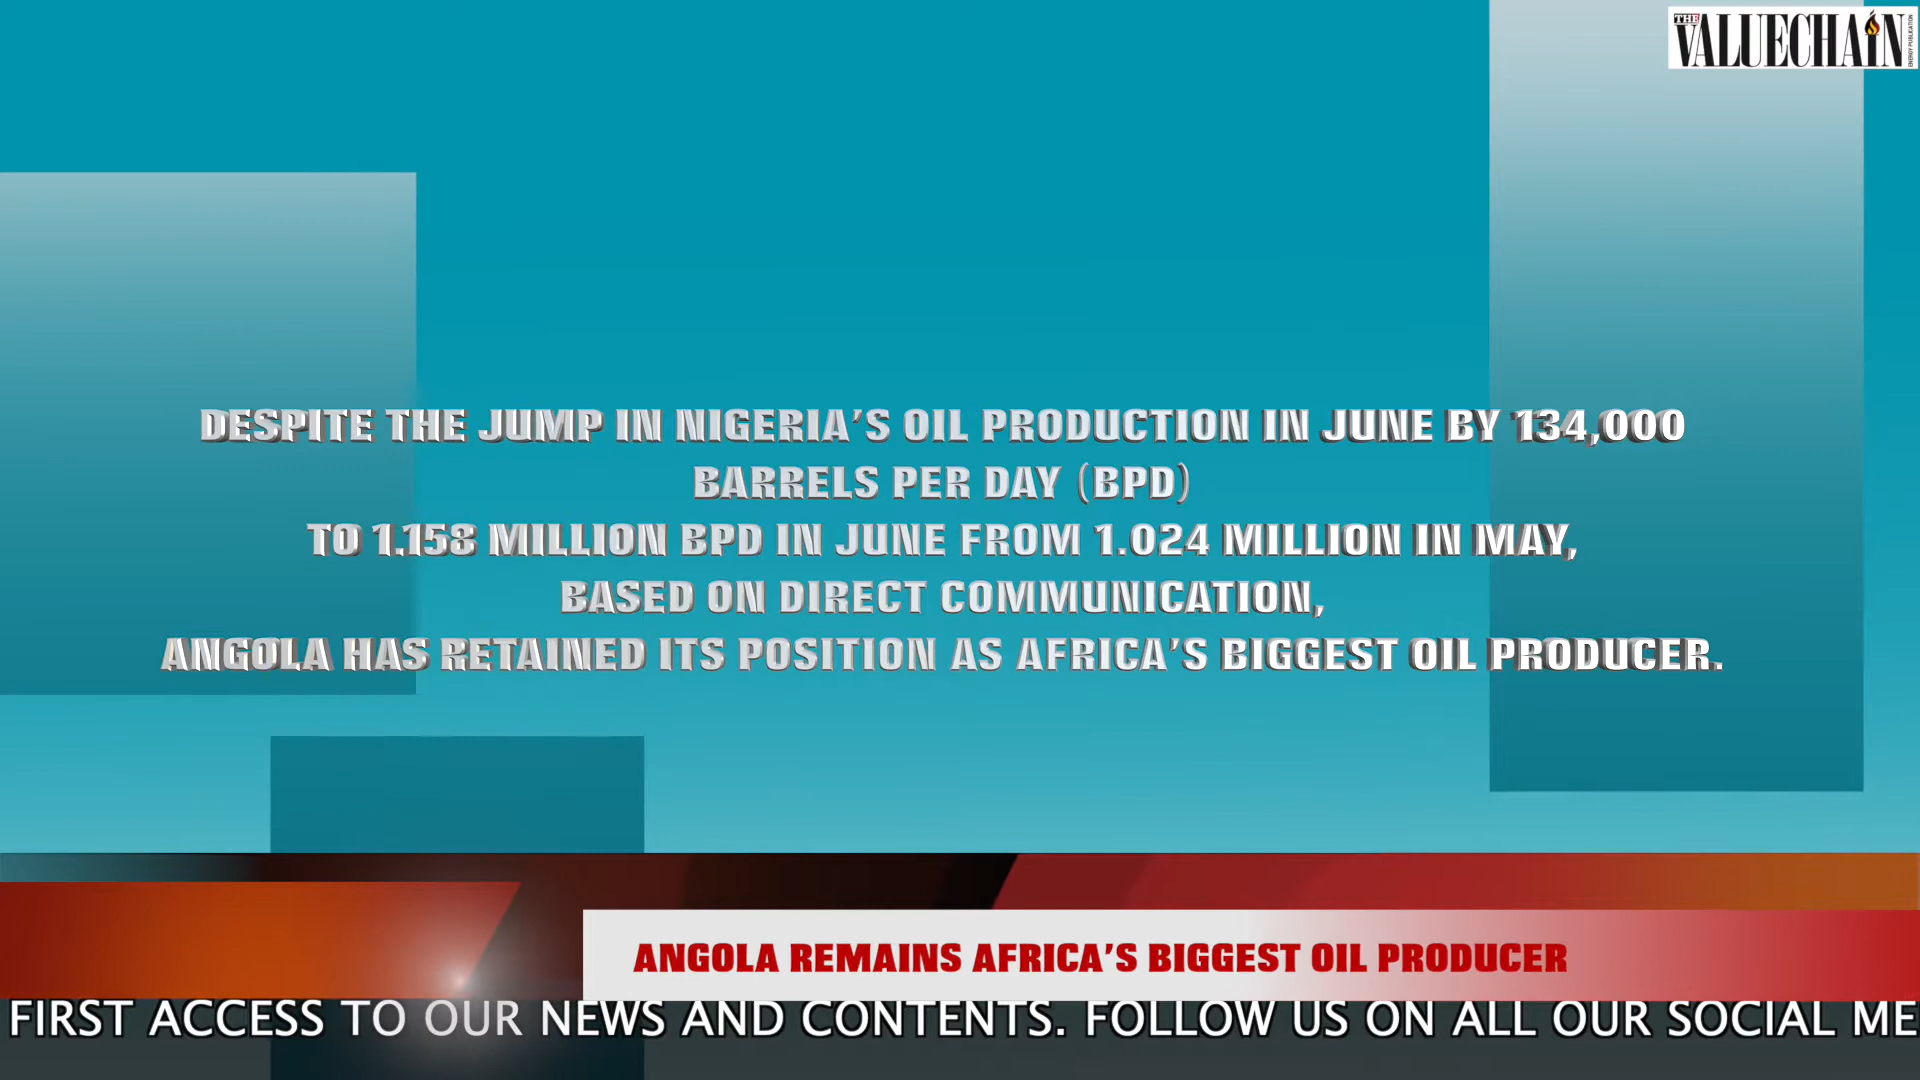 THE
VALUECHAIN
ENERGY PUBLICATION
DESPITE THE JUMP IN NIGERIA'S OIL PRODUCTION IN JUNE BY 134,000
BARRELS PER DAY (BPD)
TO 1.158 MILLION BPD IN JUNE FROM 1.024 MILLION IN MAY,
BASED ON DIRECT COMMUNICATION,
ANGOLA HAS RETAINED ITS POSITION AS AFRICA'S BIGGEST OIL PRODUCER.
ANGOLA REMAINS AFRICA'S BIGGEST OIL PRODUCER
FIRST ACCESS TO OUR NEWS AND CONTENTS. FOLLOW US ON ALL OUR SOCIAL ME